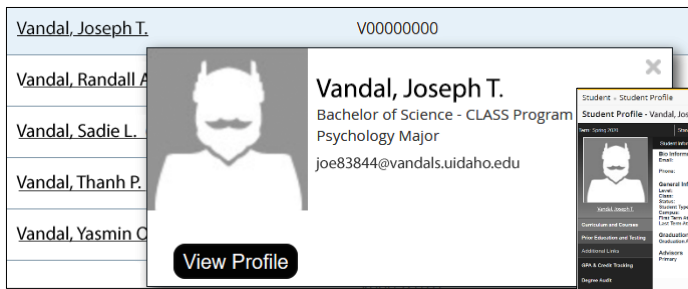 Vandal, Joseph T.
V00000000
Vandal, Randall A
Vandal, Sadie L.
Vandal, Thanh P.
Vandal, Yasmin O
Vandal, Joseph T.
Bachelor of Science - CLASS Program
Psychology Major
joe83844@vandals.uidaho.edu
View Profile
Student Student Profile
Student Profile - Vandal, Jos
Term: Spring 2020
Vandal, Joseph T.
Curriculum and Courses
Prior Education and Testing
Additional Links
GPA & Credit Tracking
Degree Audit
Bio Informa
Email:
Phone:
General Inf
Level:
Class:
Status:
Student Type
Campus:
First Term At
Last Term At
Graduation
Graduation A
Advisors
Primary